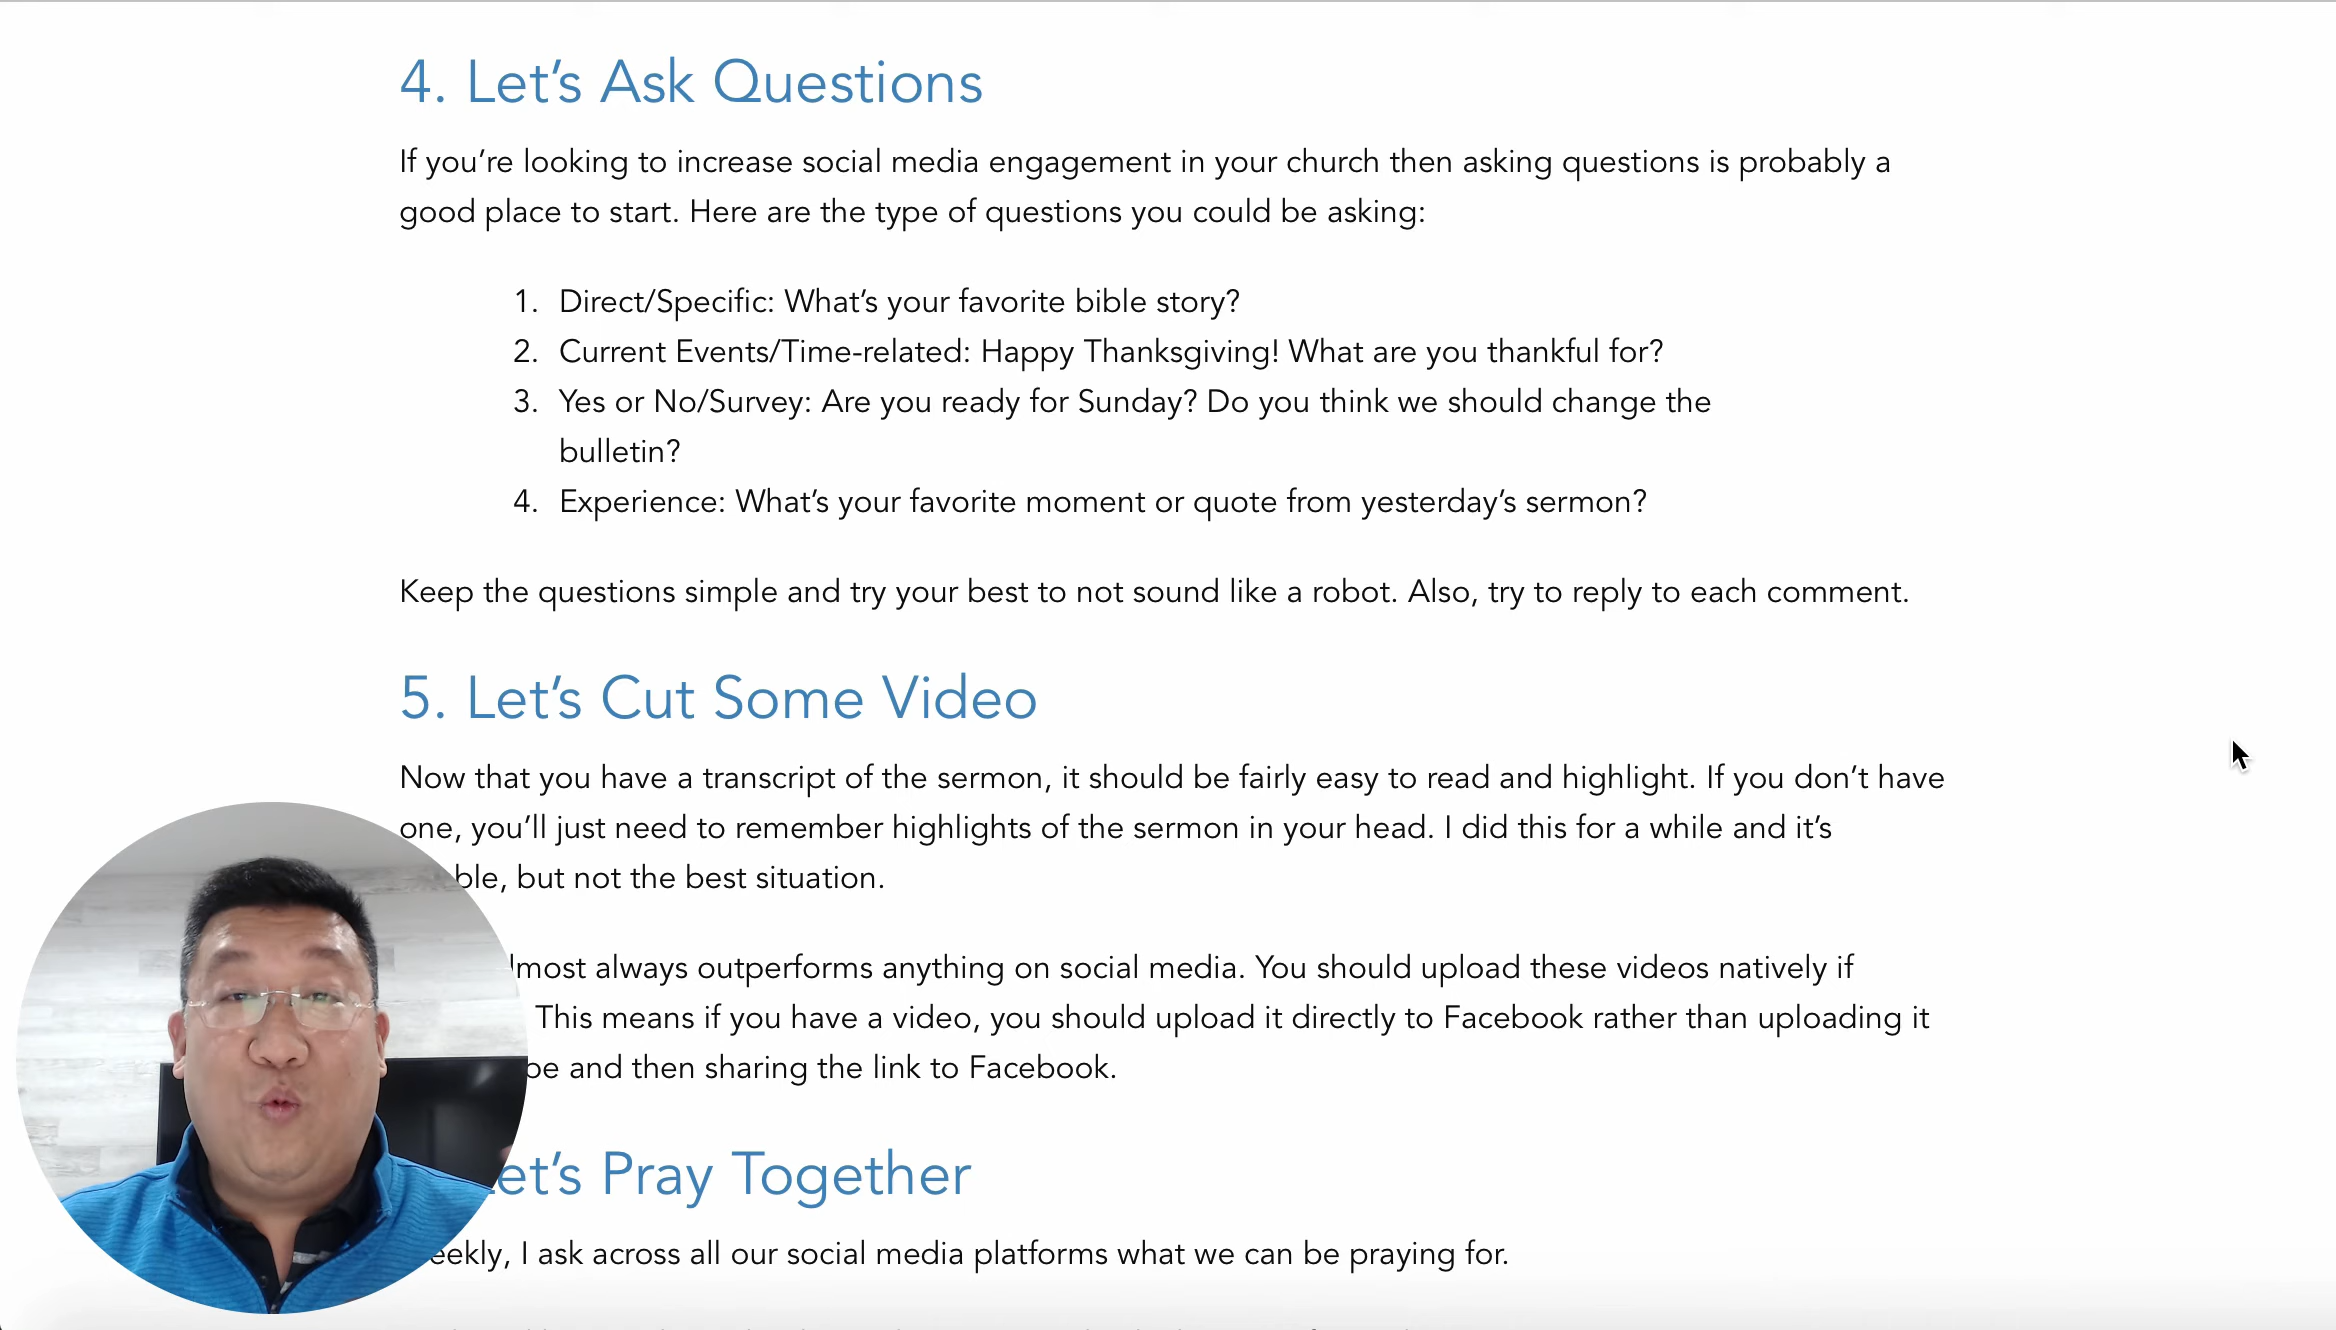 4. Let’s Ask Questions
If you’re looking to increase social media engagement in your church then asking questions is probably a
good place to start. Here are the type of questions you could be asking:
1. Direct/Specific: What’s your favorite bible story?
2. Current Events/Time-related: Happy Thanksgiving! What are you thankful for?
3. Yes or No/Survey: Are you ready for Sunday? Do you think we should change the
bulletin?
4. Experience: What’s your favorite moment or quote from yesterday’s sermon?
Keep the questions simple and try your best to not sound like a robot. Also, try to reply to each comment.
5. Let’s Cut Some Video
Now that you have a transcript of the sermon, it should be fairly easy to read and highlight. If you don’t have
one, you’ll just need to remember highlights of the sermon in your head. I did this for a while and it’s
but not the best situation.
always outperforms anything on social media. You should upload these videos natively if
This means if you have a video, you should upload it directly to Facebook rather than uploading it
and then sharing the link to Facebook.
Let’s Pray Together
I ask across all our social media platforms what we can be praying for.